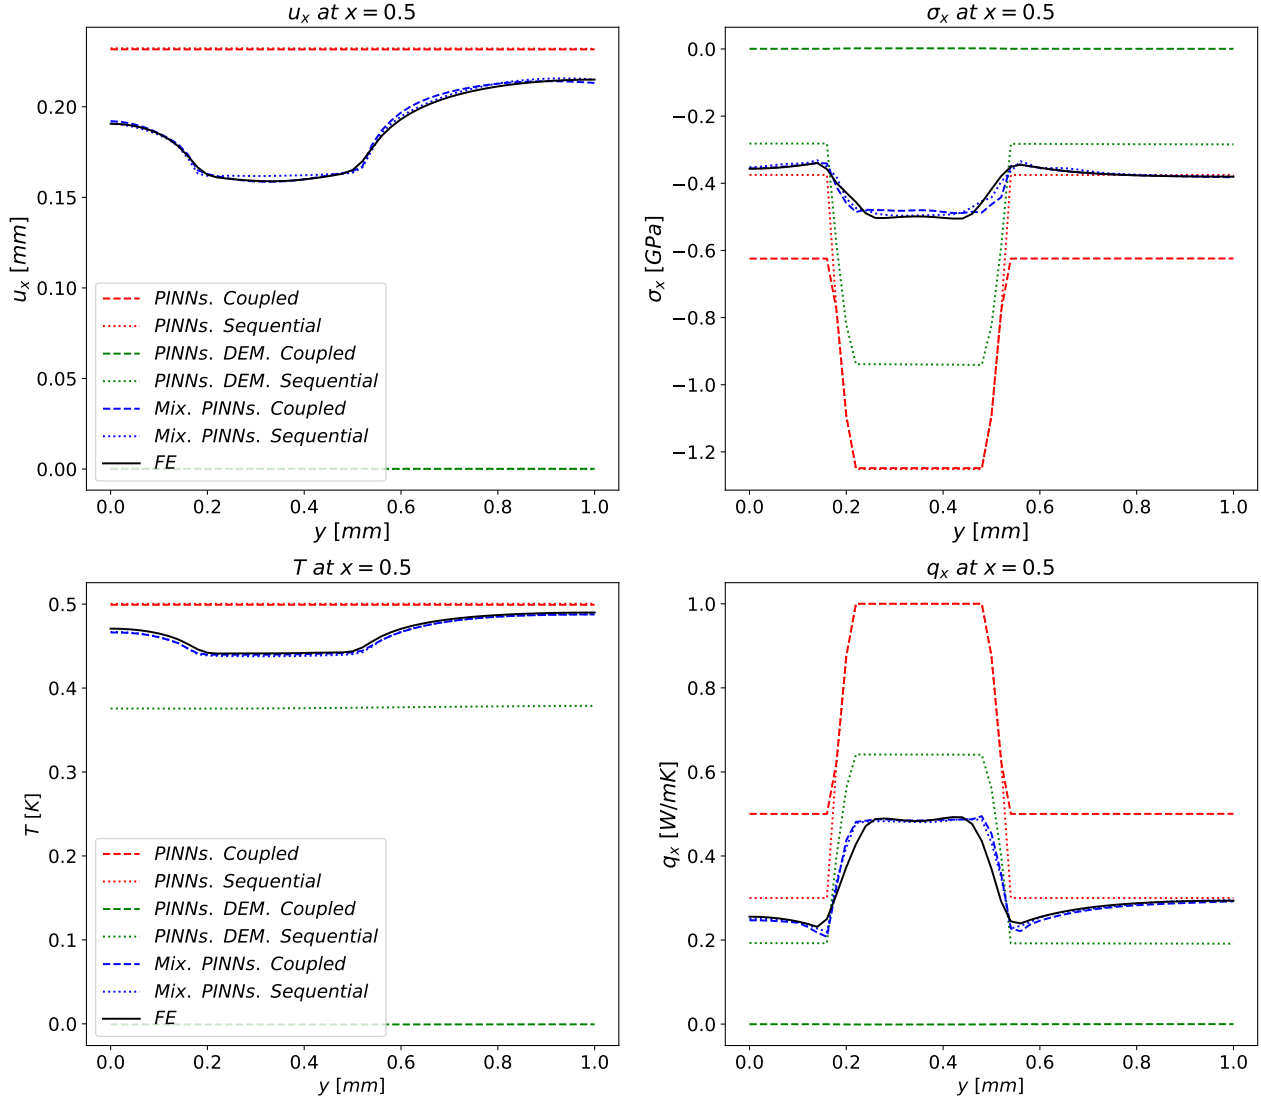 u_x at x = 0.5
0.20
0.15
0.10
0.05
0.00
u_x [mm]
PINNs. Coupled
PINNs. Sequential
PINNs. DEM. Coupled
PINNs. DEM. Sequential
Mix. PINNs. Coupled
Mix. PINNs. Sequential
FE
0.0 0.2 0.4 0.6 0.8 1.0
y [mm]
σ_x at x = 0.5
0.0
−0.2
−0.4
−0.6
−0.8
−1.0
−1.2
σ_x [GPa]
0.0 0.2 0.4 0.6 0.8 1.0
y [mm]
T at x = 0.5
0.5
0.4
0.3
0.2
0.1
0.0
T [K]
PINNs. Coupled
PINNs. Sequential
PINNs. DEM. Coupled
PINNs. DEM. Sequential
Mix. PINNs. Coupled
Mix. PINNs. Sequential
FE
0.0 0.2 0.4 0.6 0.8 1.0
y [mm]
q_x at x = 0.5
1.0
0.8
0.6
0.4
0.2
0.0
q_x [W/mK]
0.0 0.2 0.4 0.6 0.8 1.0
y [mm]